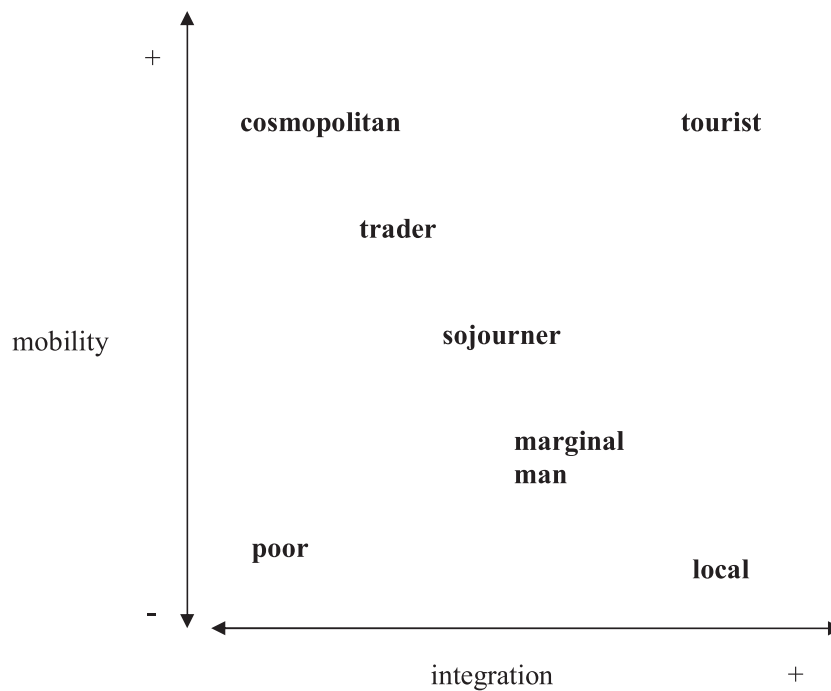 +
cosmopolitan
tourist
trader
mobility
sojourner
marginal
man
poor
local
-
integration
+